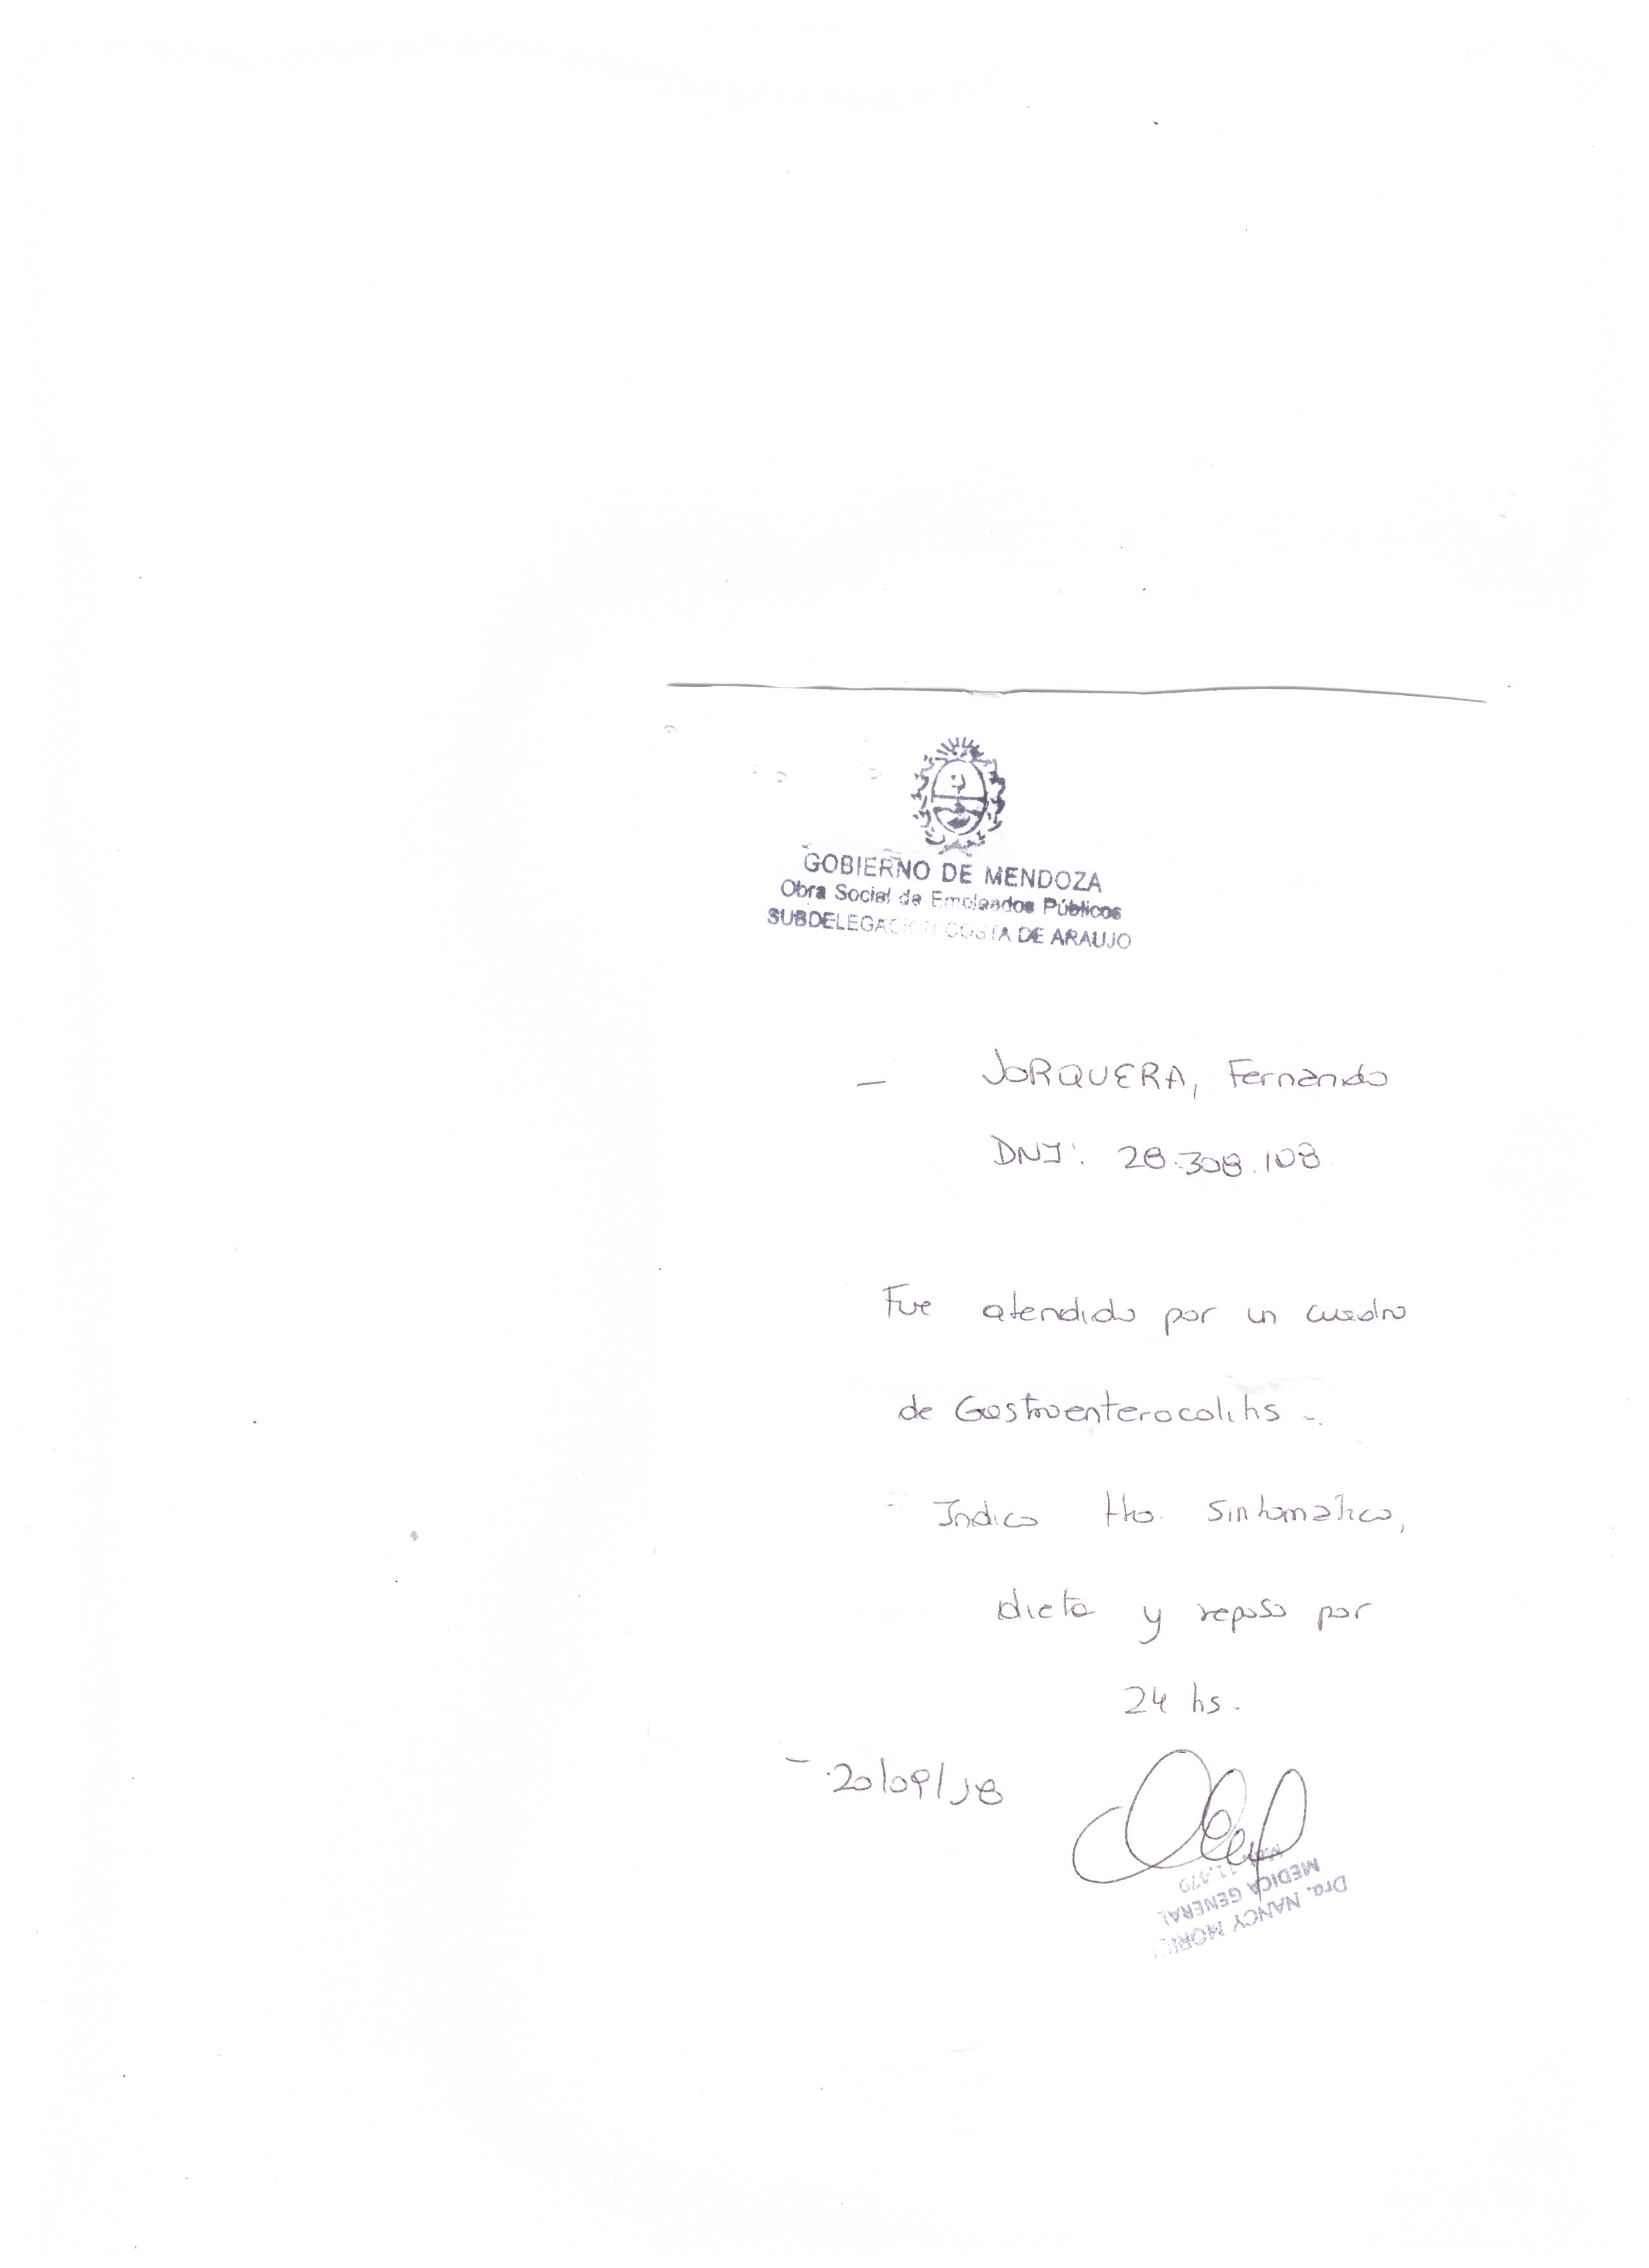 GOBIERNO DE MENDOZA
Obra Social de Empleados Públicos
SUBDELEGACION COSTA DE ARAUJO
— JORQUERA, Fernando
DNI: 28.308.108
Fue atendido por un cuadro
de Gastroenterocolitis -.
- Indico tto. sintomático,
dieta y reposo por
24 hs.
- 20/09/18
Dra. NANCY
MEDICA GENERAL
Mat. 11.479